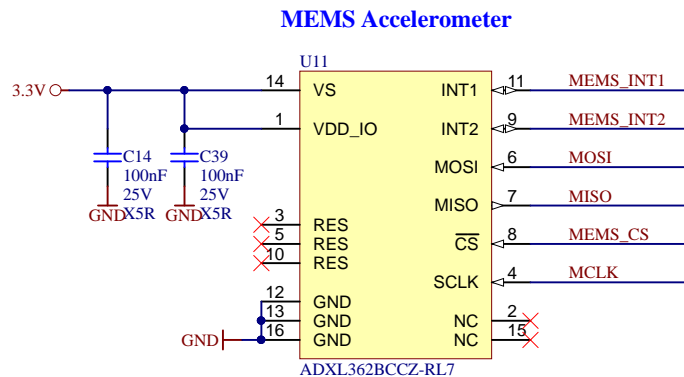 MEMS Accelerometer
U11
3.3V
14 VS
INT1 11 MEMS_INT1
1 VDD_IO
INT2 9 MEMS_INT2
C14
100nF
25V
X5R
GND
C39
100nF
25V
X5R
GND
MOSI 6 MOSI
MISO 7 MISO
3 RES
5 RES
10 RES
CS 8 MEMS_CS
SCLK 4 MCLK
12 GND
13 GND
16 GND
GND
NC 2
NC 15
ADXL362BCCZ-RL7